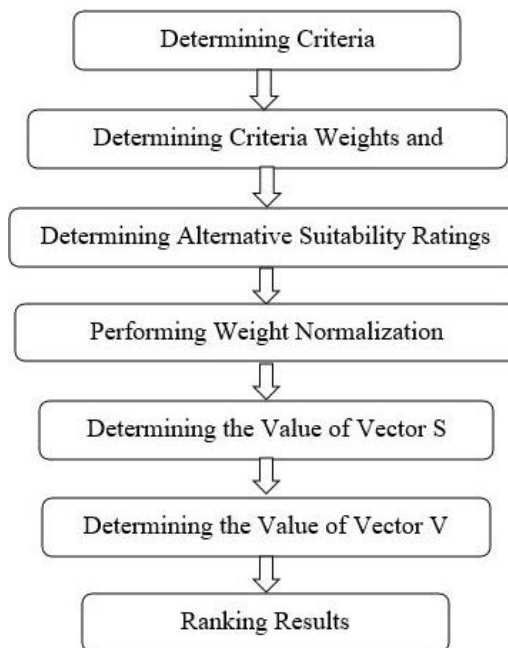 Determining Criteria
Determining Criteria Weights and
Determining Alternative Suitability Ratings
Performing Weight Normalization
Determining the Value of Vector S
Determining the Value of Vector V
Ranking Results